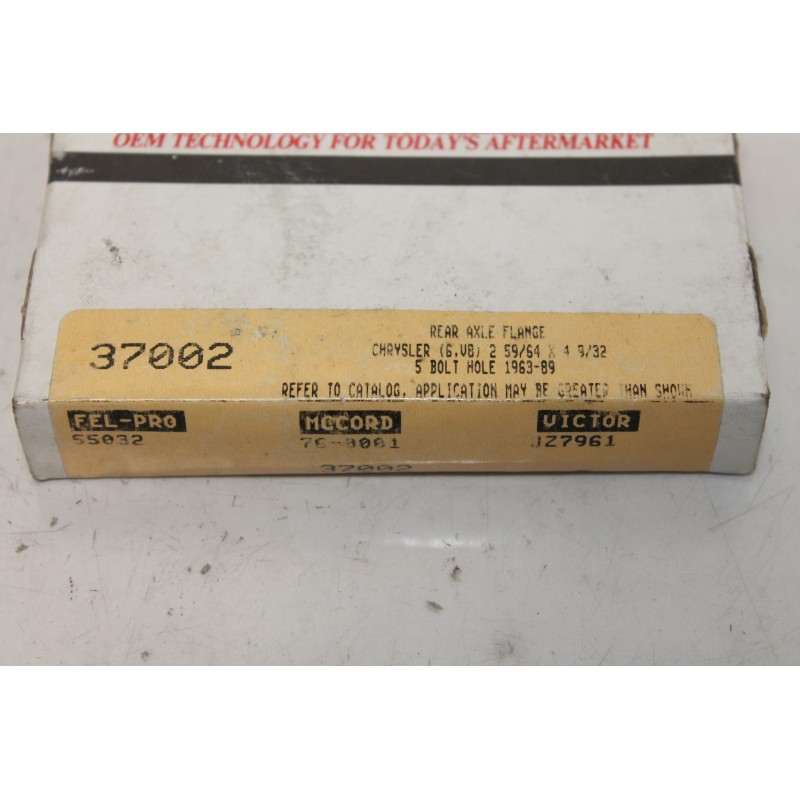 OEM TECHNOLOGY FOR TODAY'S AFTERMARKET
37002
REAR AXLE FLANGE
CHRYSLER (6,V8) 2 59/64 X 4 9/32
5 BOLT HOLE 1963-89
REFER TO CATALOG, APPLICATION MAY BE GREATER THAN SHOWN
FEL-PRO MCCORD VICTOR
55032 JZ7961
37002